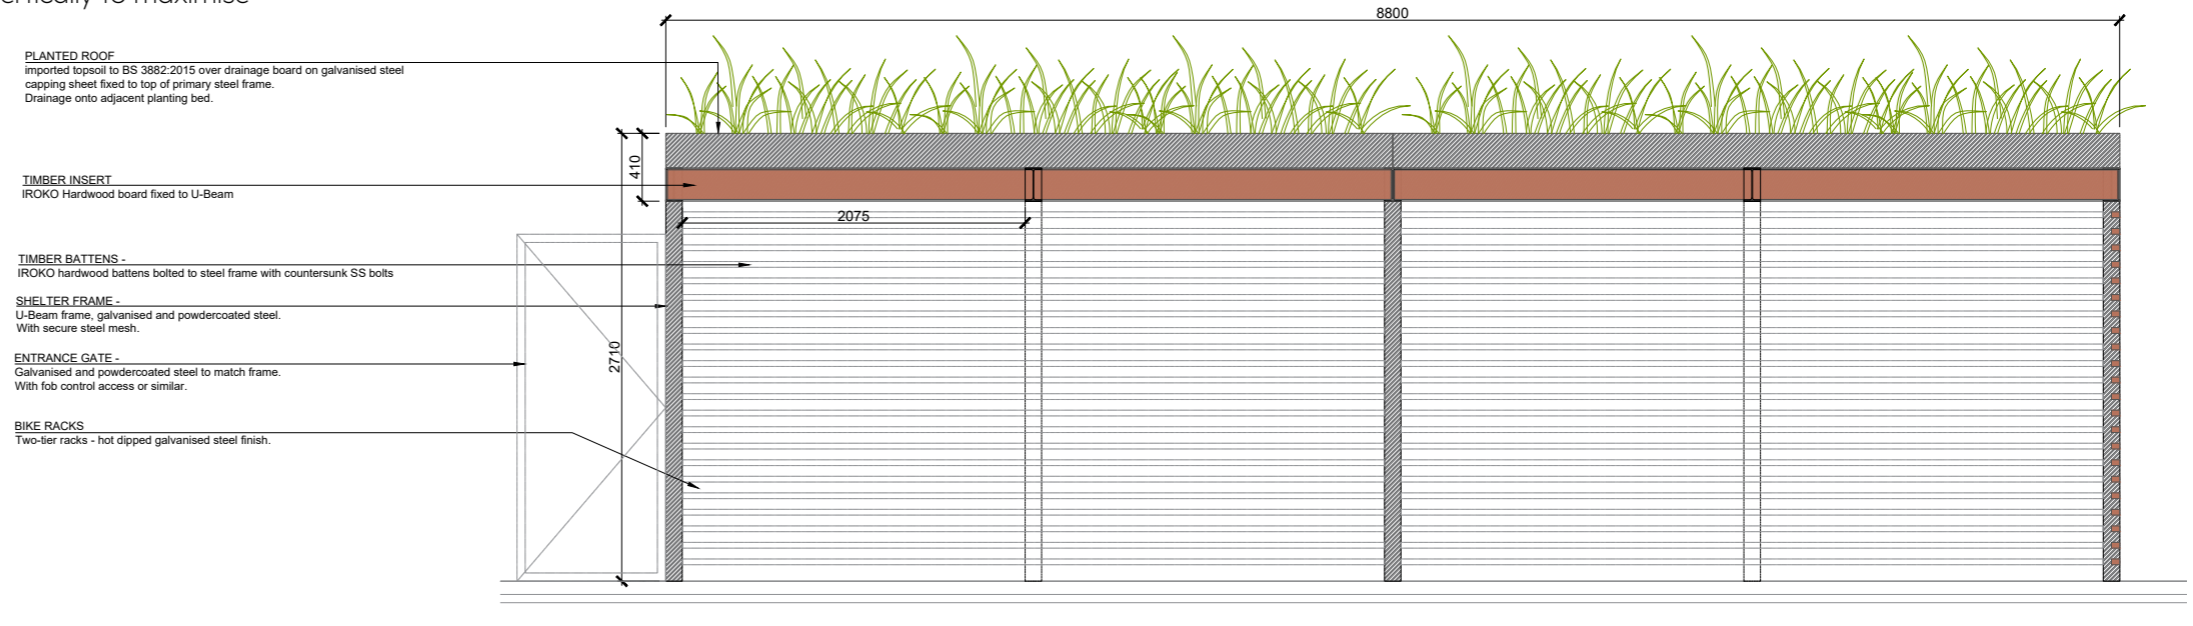 to maximise
8800
PLANTED ROOF
imported topsoil to BS 3882:2015 over drainage board on galvanised steel
capping sheet fixed to top of primary steel frame.
Drainage onto adjacent planting bed.
410
TIMBER INSERT
IROKO Hardwood board fixed to U-Beam
2075
TIMBER BATTENS -
IROKO hardwood battens bolted to steel frame with countersunk SS bolts
SHELTER FRAME -
U-Beam frame, galvanised and powdercoated steel.
With secure steel mesh.
2710
ENTRANCE GATE -
Galvanised and powdercoated steel to match frame.
With fob control access or similar.
BIKE RACKS
Two-tier racks - hot dipped galvanised steel finish.